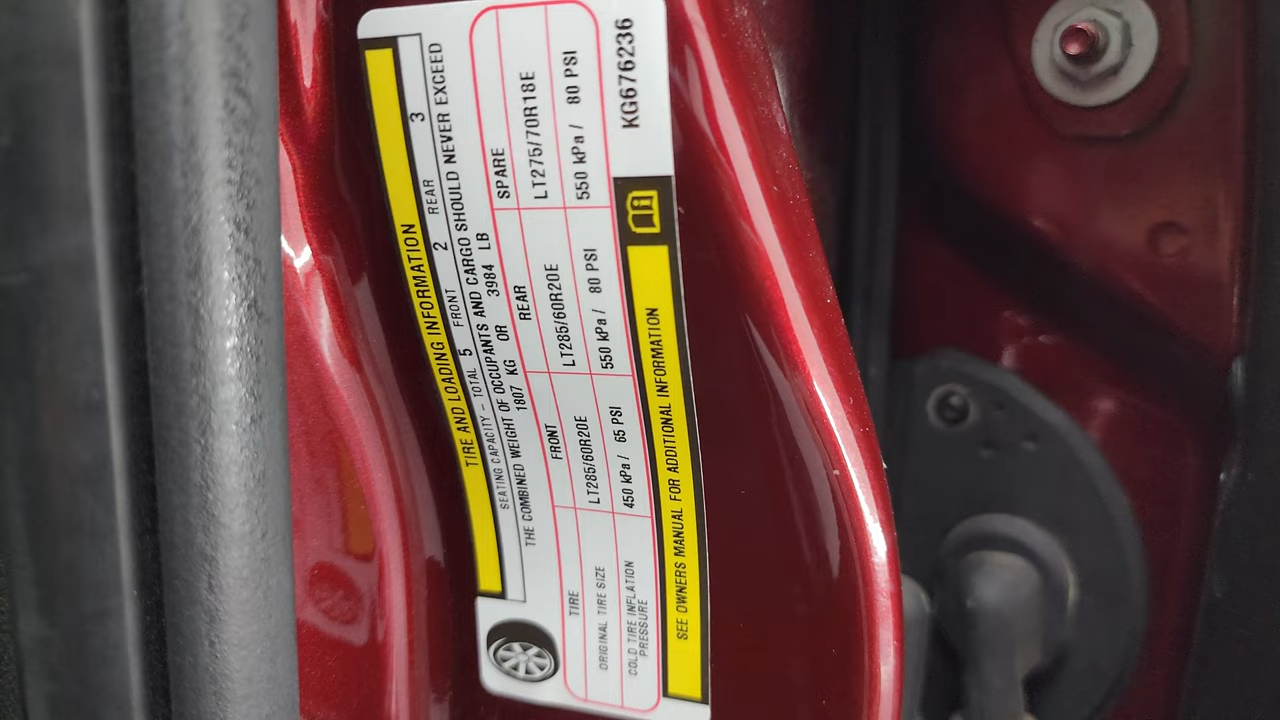 TIRE AND LOADING INFORMATION
SEATING CAPACITY - TOTAL 5 FRONT 2 REAR 3
THE COMBINED WEIGHT OF OCCUPANTS AND CARGO SHOULD NEVER EXCEED
1807 KG OR 3984 LB
TIRE FRONT REAR SPARE
ORIGINAL TIRE SIZE LT285/60R20E LT285/60R20E LT275/70R18E
COLD TIRE INFLATION
PRESSURE 450 kPa / 65 PSI 550 kPa / 80 PSI 550 kPa / 80 PSI
SEE OWNERS MANUAL FOR ADDITIONAL INFORMATION
KG676236